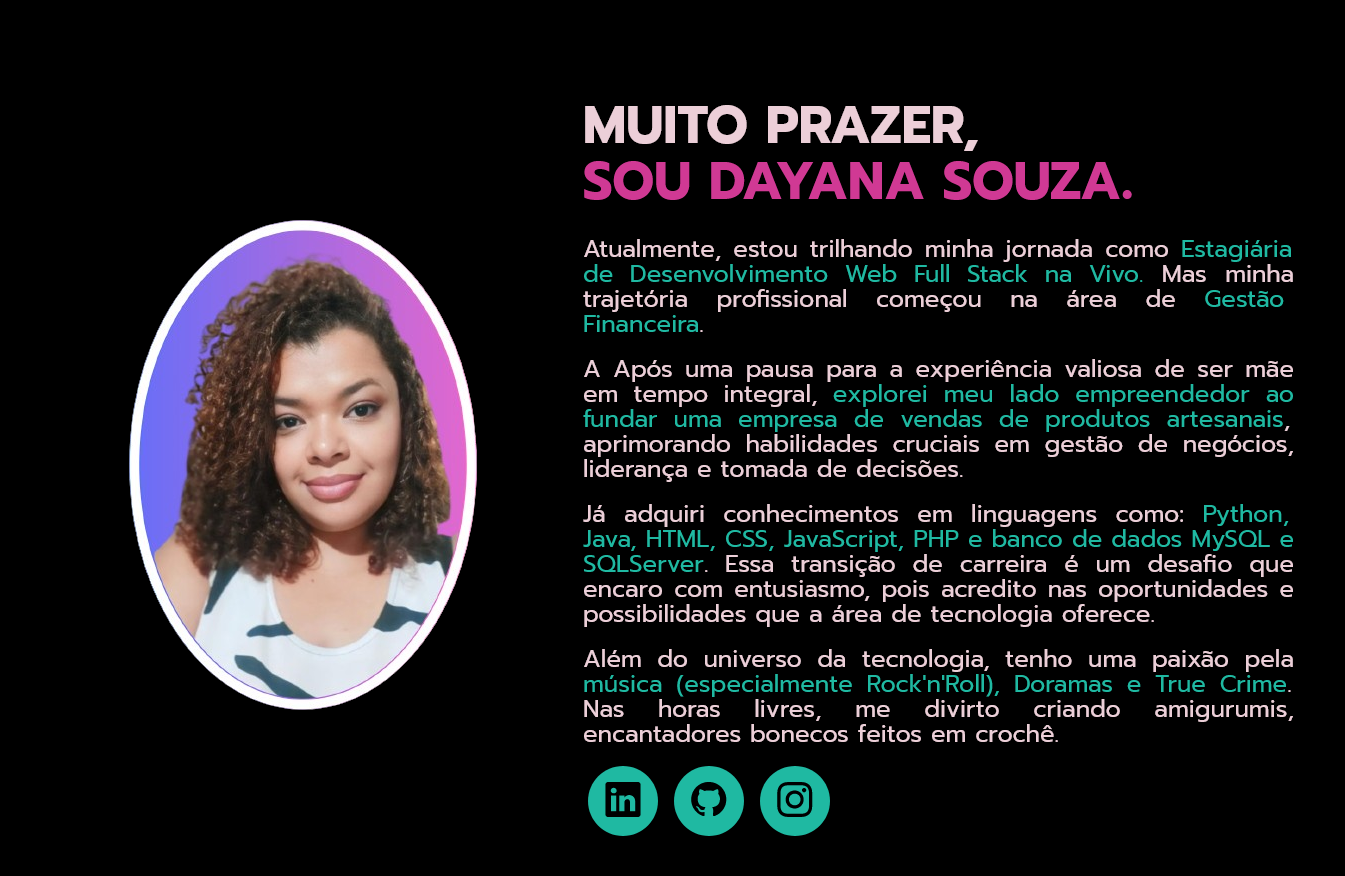 MUITO PRAZER,
SOU DAYANA SOUZA.
Atualmente, estou trilhando minha jornada como Estagiária
de Desenvolvimento Web Full Stack na Vivo. Mas minha
trajetória profissional começou na área de Gestão
Financeira.
A Após uma pausa para a experiência valiosa de ser mãe
em tempo integral, explorei meu lado empreendedor ao
fundar uma empresa de vendas de produtos artesanais,
aprimorando habilidades cruciais em gestão de negócios,
liderança e tomada de decisões.
Já adquiri conhecimentos em linguagens como: Python,
Java, HTML, CSS, JavaScript, PHP e banco de dados MySQL e
SQLServer. Essa transição de carreira é um desafio que
encaro com entusiasmo, pois acredito nas oportunidades e
possibilidades que a área de tecnologia oferece.
Além do universo da tecnologia, tenho uma paixão pela
música (especialmente Rock'n'Roll), Doramas e True Crime.
Nas horas livres, me divirto criando amigurumis,
encantadores bonecos feitos em crochê.
in